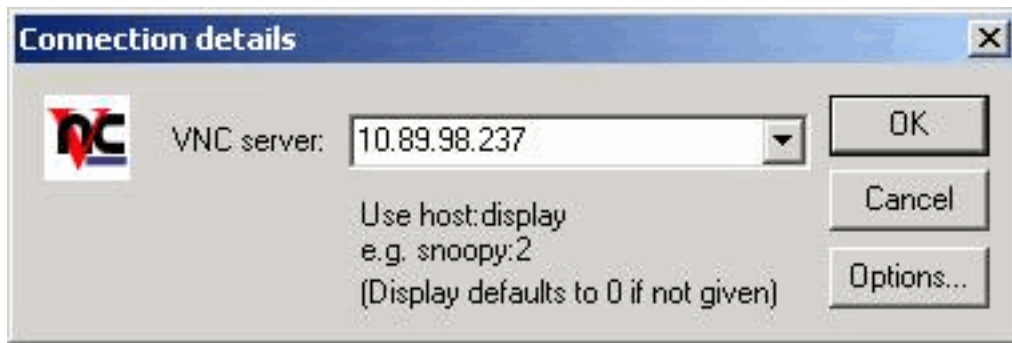 Connection details
VNC
VNC server:
10.89.98.237
OK
Use host:display
e.g. snoopy:2
(Display defaults to 0 if not given)
Cancel
Options...